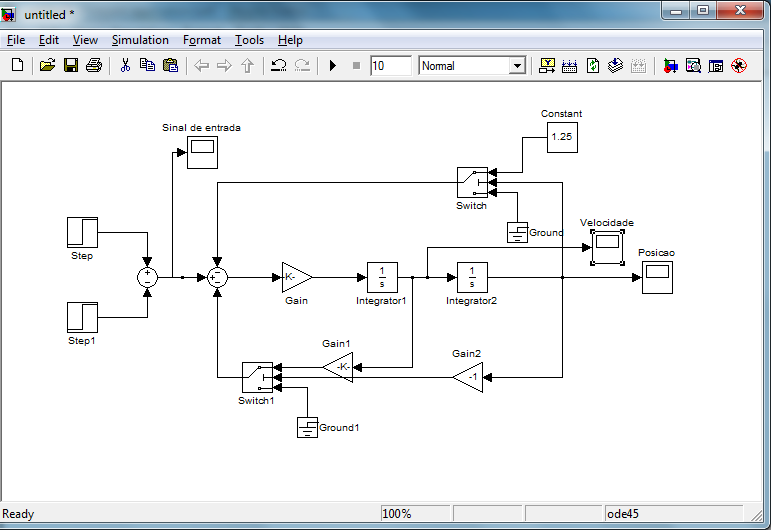 untitled *
File Edit View Simulation Format Tools Help
10 Normal
Constant
1.25
Sinal de entrada
Switch
Ground
Velocidade
Posicao
Step
-K-
Gain
1
s
Integrator1
1
s
Integrator2
Step1
Gain1
-K-
Gain2
-1
Switch1
Ground1
Ready 100% ode45